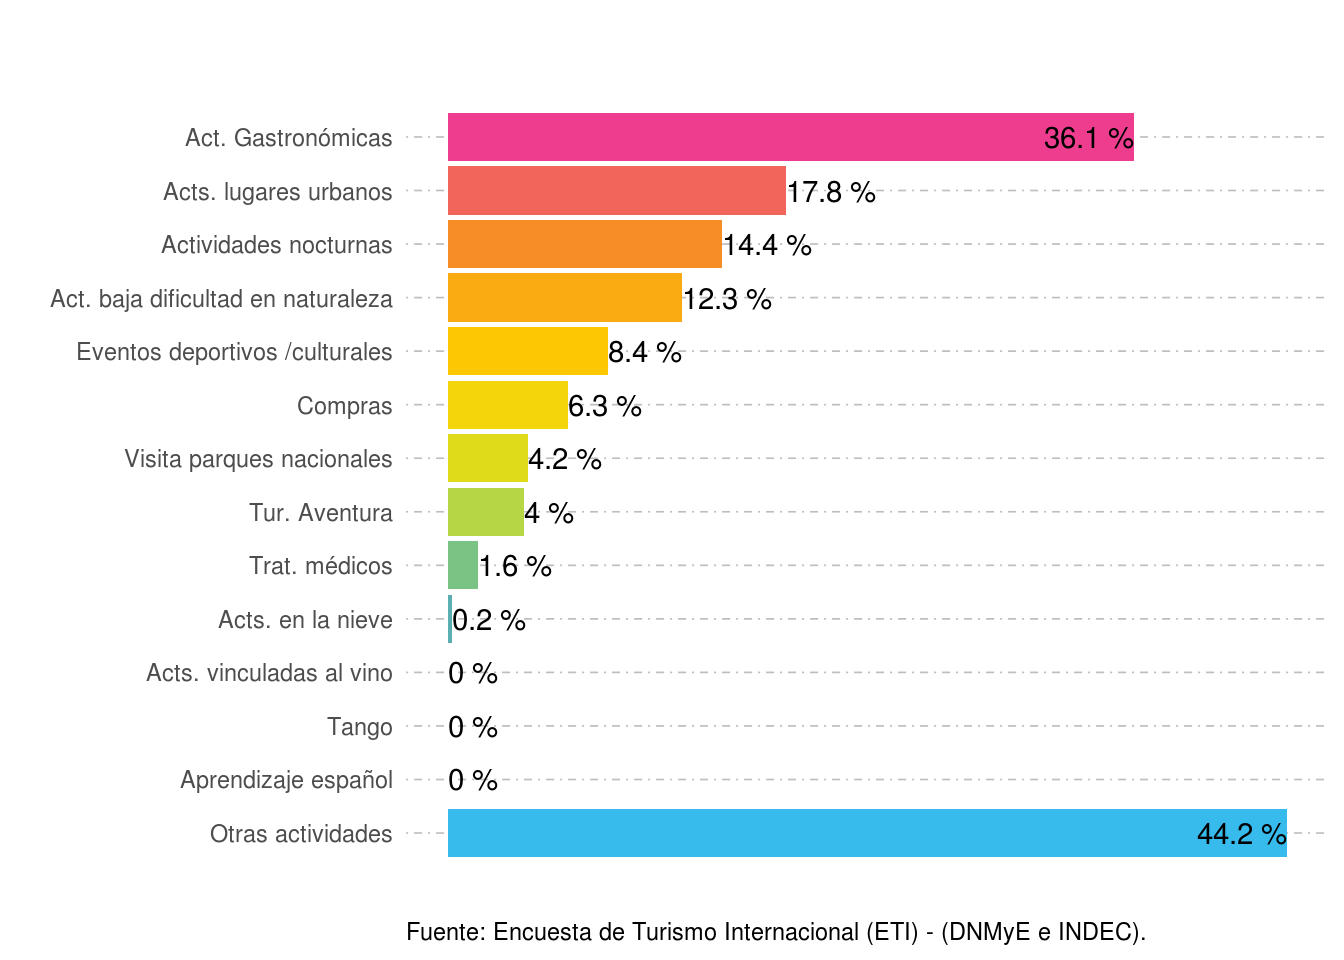 Act. Gastronómicas 36.1 %
Acts. lugares urbanos 17.8 %
Actividades nocturnas 14.4 %
Act. baja dificultad en naturaleza 12.3 %
Eventos deportivos /culturales 8.4 %
Compras 6.3 %
Visita parques nacionales 4.2 %
Tur. Aventura 4 %
Trat. médicos 1.6 %
Acts. en la nieve 0.2 %
Acts. vinculadas al vino 0 %
Tango 0 %
Aprendizaje español 0 %
Otras actividades 44.2 %
Fuente: Encuesta de Turismo Internacional (ETI) - (DNMyE e INDEC).